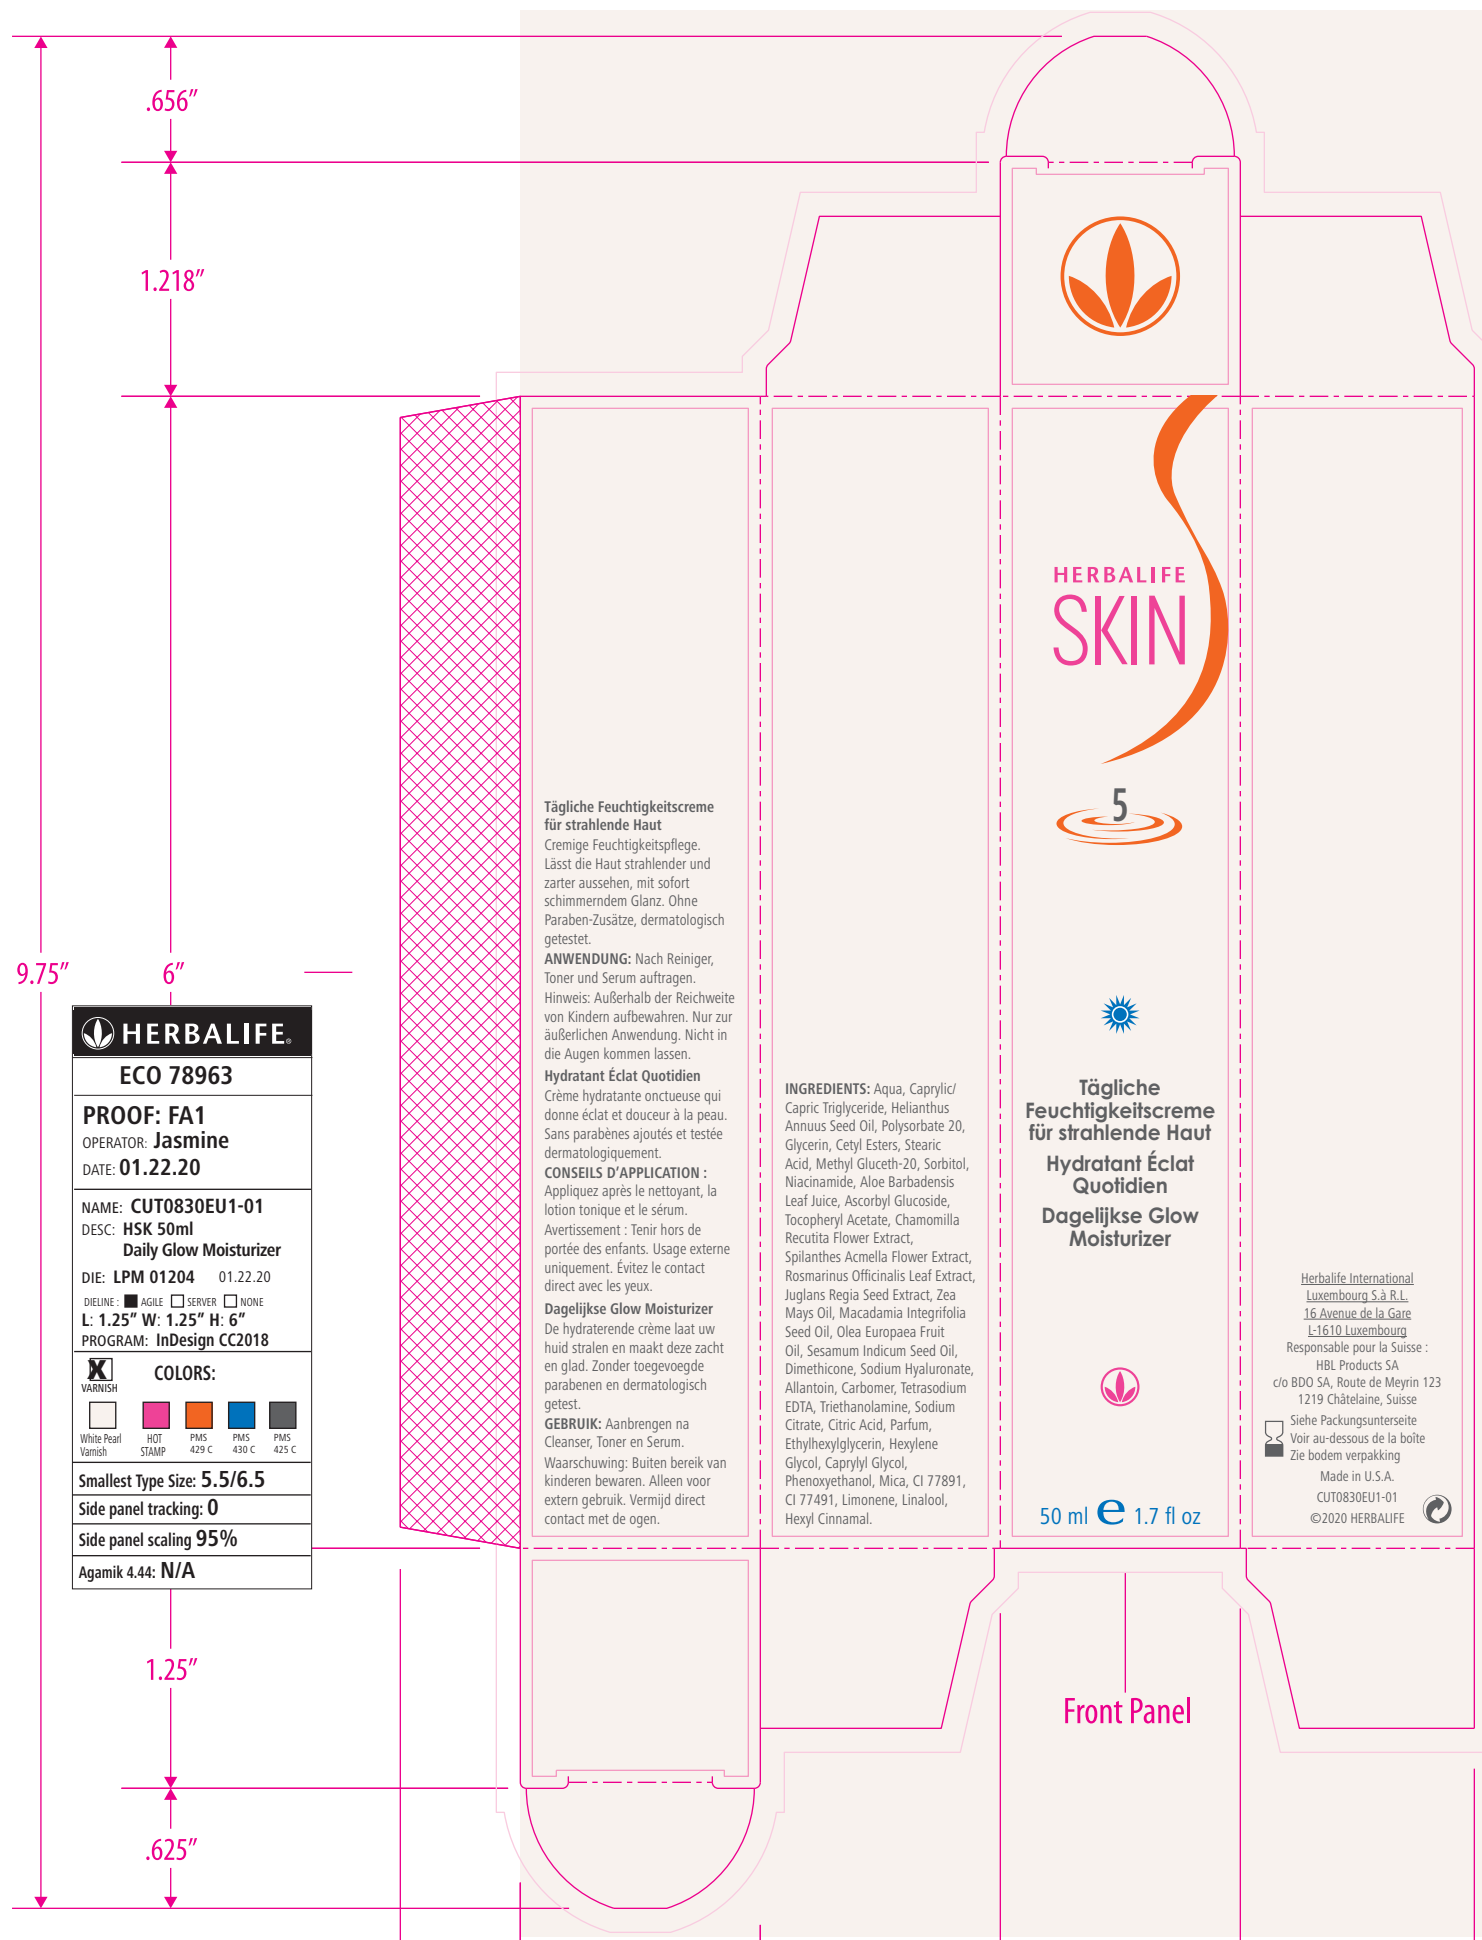 .656"
1.218"
9.75"
6"
1.25"
.625"
HERBALIFE®
ECO 78963
PROOF: FA1
OPERATOR: Jasmine
DATE: 01.22.20
NAME: CUT0830EU1-01
DESC: HSK 50ml
Daily Glow Moisturizer
DIE: LPM 01204 01.22.20
DIELINE : AGILE SERVER NONE
L: 1.25" W: 1.25" H: 6"
PROGRAM: InDesign CC2018
X
VARNISH
COLORS:
White Pearl
Varnish
HOT
STAMP
PMS
429 C
PMS
430 C
PMS
425 C
Smallest Type Size: 5.5/6.5
Side panel tracking: 0
Side panel scaling 95%
Agamik 4.44: N/A
Tägliche Feuchtigkeitscreme
für strahlende Haut
Cremige Feuchtigkeitspflege.
Lässt die Haut strahlender und
zarter aussehen, mit sofort
schimmerndem Glanz. Ohne
Paraben-Zusätze, dermatologisch
getestet.
ANWENDUNG: Nach Reiniger,
Toner und Serum auftragen.
Hinweis: Außerhalb der Reichweite
von Kindern aufbewahren. Nur zur
äußerlichen Anwendung. Nicht in
die Augen kommen lassen.
Hydratant Éclat Quotidien
Crème hydratante onctueuse qui
donne éclat et douceur à la peau.
Sans parabènes ajoutés et testée
dermatologiquement.
CONSEILS D'APPLICATION :
Appliquez après le nettoyant, la
lotion tonique et le sérum.
Avertissement : Tenir hors de
portée des enfants. Usage externe
uniquement. Évitez le contact
direct avec les yeux.
Dagelijkse Glow Moisturizer
De hydraterende crème laat uw
huid stralen en maakt deze zacht
en glad. Zonder toegevoegde
parabenen en dermatologisch
getest.
GEBRUIK: Aanbrengen na
Cleanser, Toner en Serum.
Waarschuwing: Buiten bereik van
kinderen bewaren. Alleen voor
extern gebruik. Vermijd direct
contact met de ogen.
INGREDIENTS: Aqua, Caprylic/
Capric Triglyceride, Helianthus
Annuus Seed Oil, Polysorbate 20,
Glycerin, Cetyl Esters, Stearic
Acid, Methyl Gluceth-20, Sorbitol,
Niacinamide, Aloe Barbadensis
Leaf Juice, Ascorbyl Glucoside,
Tocopheryl Acetate, Chamomilla
Recutita Flower Extract,
Spilanthes Acmella Flower Extract,
Rosmarinus Officinalis Leaf Extract,
Juglans Regia Seed Extract, Zea
Mays Oil, Macadamia Integrifolia
Seed Oil, Olea Europaea Fruit
Oil, Sesamum Indicum Seed Oil,
Dimethicone, Sodium Hyaluronate,
Allantoin, Carbomer, Tetrasodium
EDTA, Triethanolamine, Sodium
Citrate, Citric Acid, Parfum,
Ethylhexylglycerin, Hexylene
Glycol, Caprylyl Glycol,
Phenoxyethanol, Mica, CI 77891,
CI 77491, Limonene, Linalool,
Hexyl Cinnamal.
HERBALIFE
SKIN
5
Tägliche
Feuchtigkeitscreme
für strahlende Haut
Hydratant Éclat
Quotidien
Dagelijkse Glow
Moisturizer
50 ml e 1.7 fl oz
Front Panel
Herbalife International
Luxembourg S.à R.L.
16 Avenue de la Gare
L-1610 Luxembourg
Responsable pour la Suisse :
HBL Products SA
c/o BDO SA, Route de Meyrin 123
1219 Châtelaine, Suisse
Siehe Packungsunterseite
Voir au-dessous de la boîte
Zie bodem verpakking
Made in U.S.A.
CUT0830EU1-01
©2020 HERBALIFE